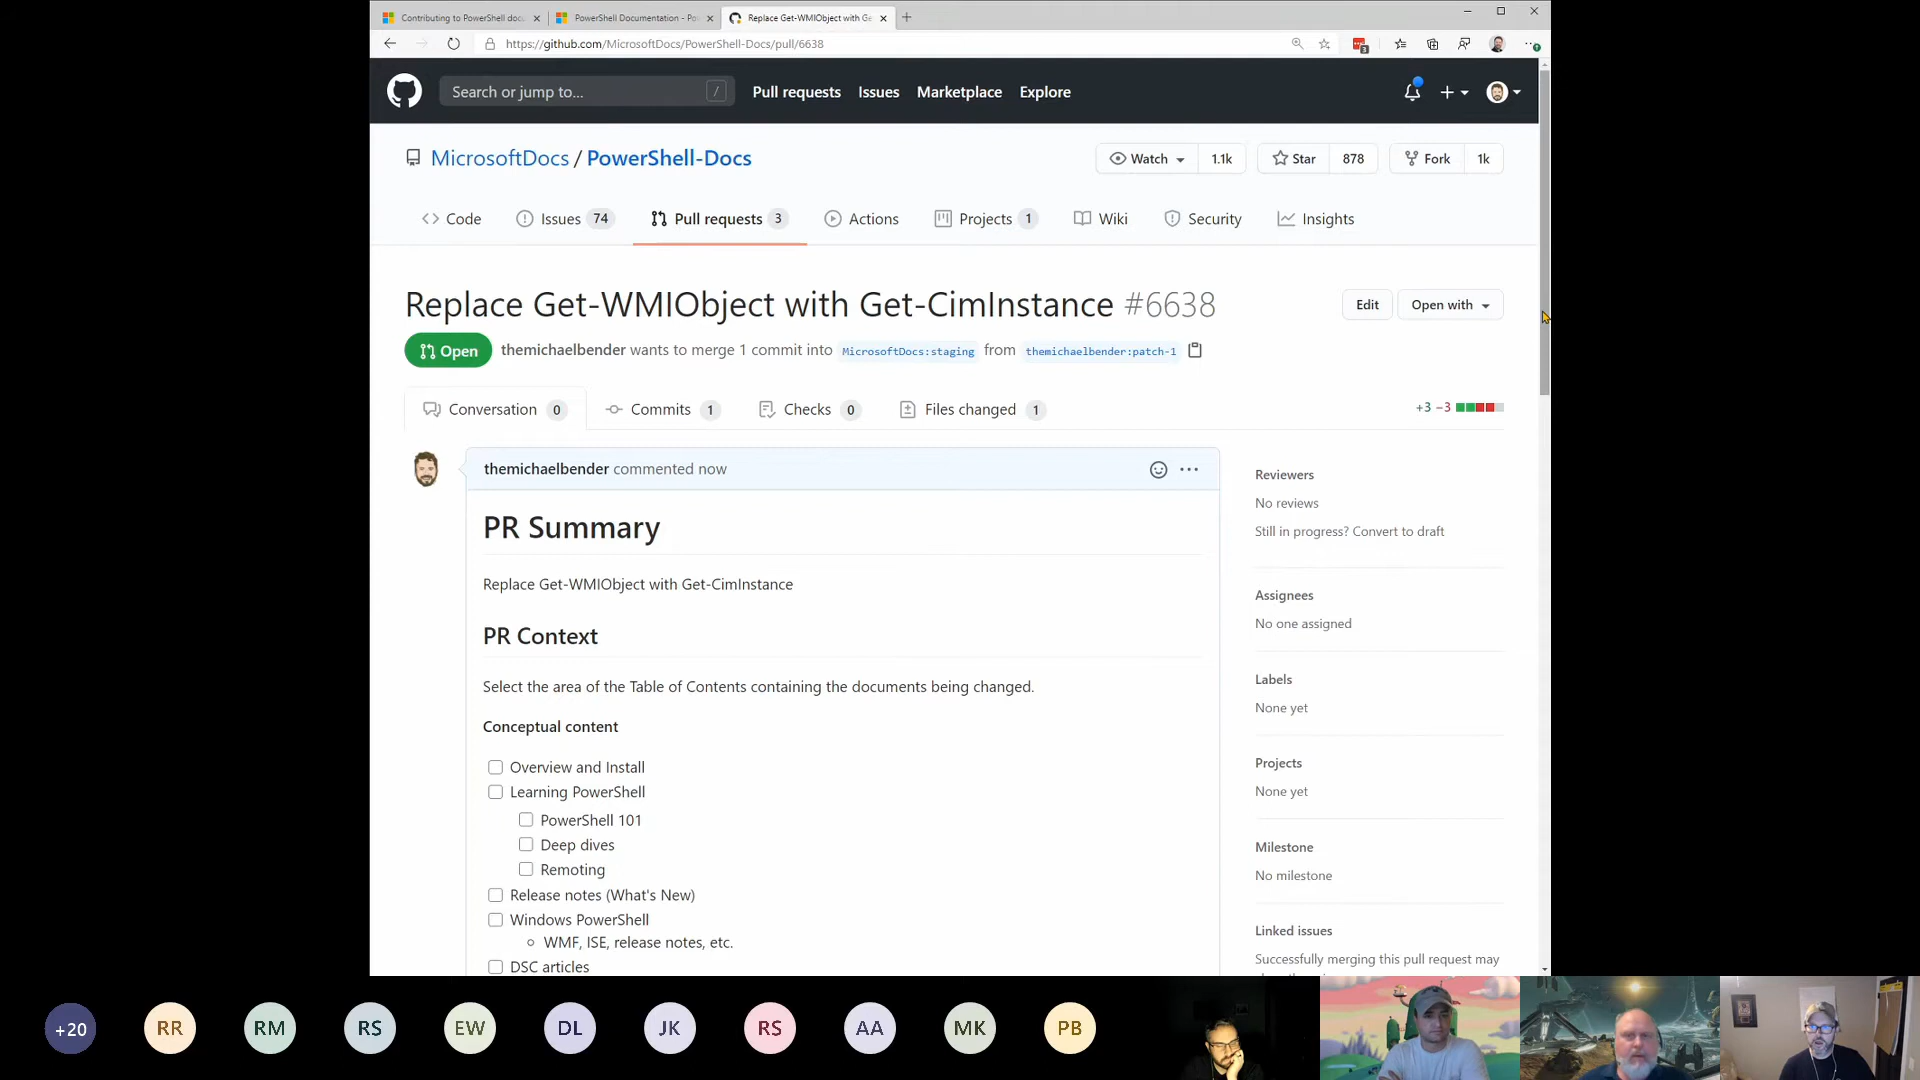 Contributing to PowerShell docu
PowerShell Documentation - Po
Replace Get-WMIObject with Ge
https://github.com/MicrosoftDocs/PowerShell-Docs/pull/6638
3
Search or jump to...
/
Pull requests
Issues
Marketplace
Explore
MicrosoftDocs / PowerShell-Docs
Watch
1.1k
Star
878
Fork
1k
Code
Issues 74
Pull requests 3
Actions
Projects 1
Wiki
Security
Insights
Replace Get-WMIObject with Get-CimInstance #6638
Edit
Open with
Open
themichaelbender wants to merge 1 commit into MicrosoftDocs:staging from themichaelbender:patch-1
Conversation 0
Commits 1
Checks 0
Files changed 1
+3 −3
themichaelbender commented now
PR Summary
Replace Get-WMIObject with Get-CimInstance
PR Context
Select the area of the Table of Contents containing the documents being changed.
Conceptual content
Overview and Install
Learning PowerShell
PowerShell 101
Deep dives
Remoting
Release notes (What's New)
Windows PowerShell
WMF, ISE, release notes, etc.
DSC articles
Reviewers
No reviews
Still in progress? Convert to draft
Assignees
No one assigned
Labels
None yet
Projects
None yet
Milestone
No milestone
Linked issues
Successfully merging this pull request may
+20
RR
RM
RS
EW
DL
JK
RS
AA
MK
PB